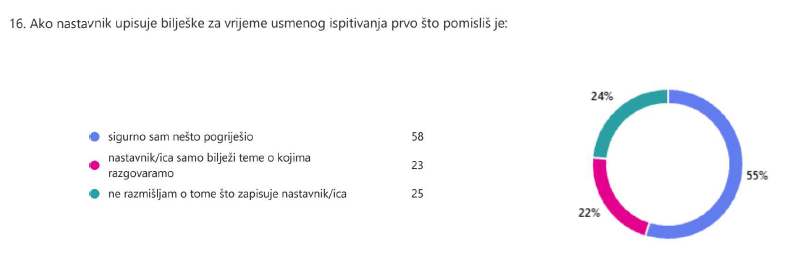 16. Ako nastavnik upisuje bilješke za vrijeme usmenog ispitivanja prvo što pomisliš je:
sigurno sam nešto pogriješio 58
nastavnik/ica samo bilježi teme o kojima
razgovaramo 23
ne razmišljam o tome što zapisuje nastavnik/ica 25
24%
55%
22%